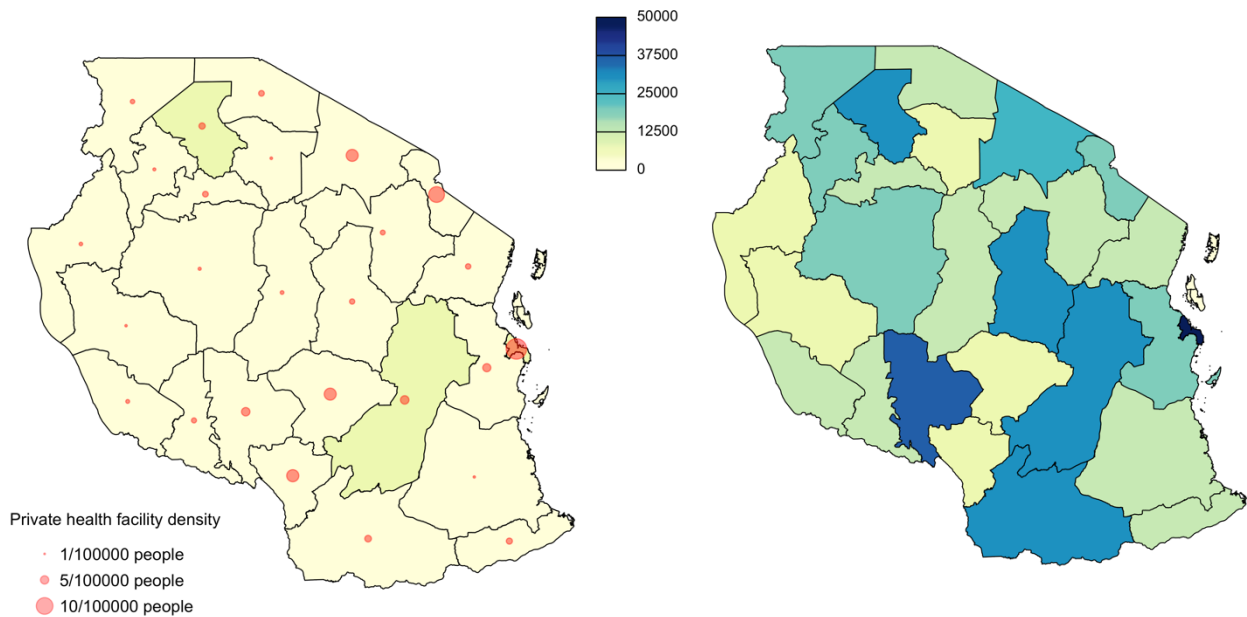 50000
37500
25000
12500
0
Private health facility density
1/100000 people
5/100000 people
10/100000 people